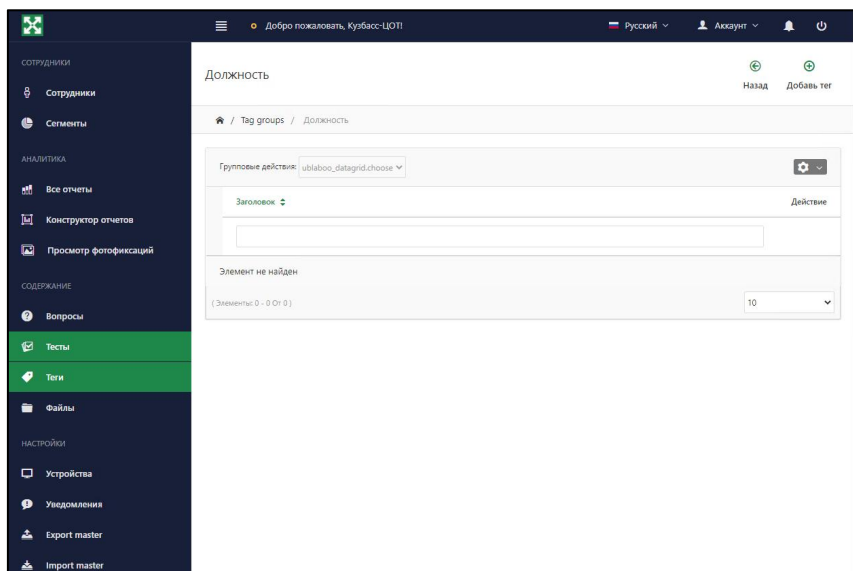 Добро пожаловать, Кузбасс-ЦОТ!
Русский
Аккаунт
СОТРУДНИКИ
Сотрудники
Сегменты
АНАЛИТИКА
Все отчеты
Конструктор отчетов
Просмотр фотофиксаций
СОДЕРЖАНИЕ
Вопросы
Тесты
Теги
Файлы
НАСТРОЙКИ
Устройства
Уведомления
Export master
Import master
Должность
Назад
Добавь тег
/ Tag groups / Должность
Групповые действия: ublaboo_datagrid.choose
Заголовок
Действие
Элемент не найден
( Элементы: 0 - 0 От 0 )
10